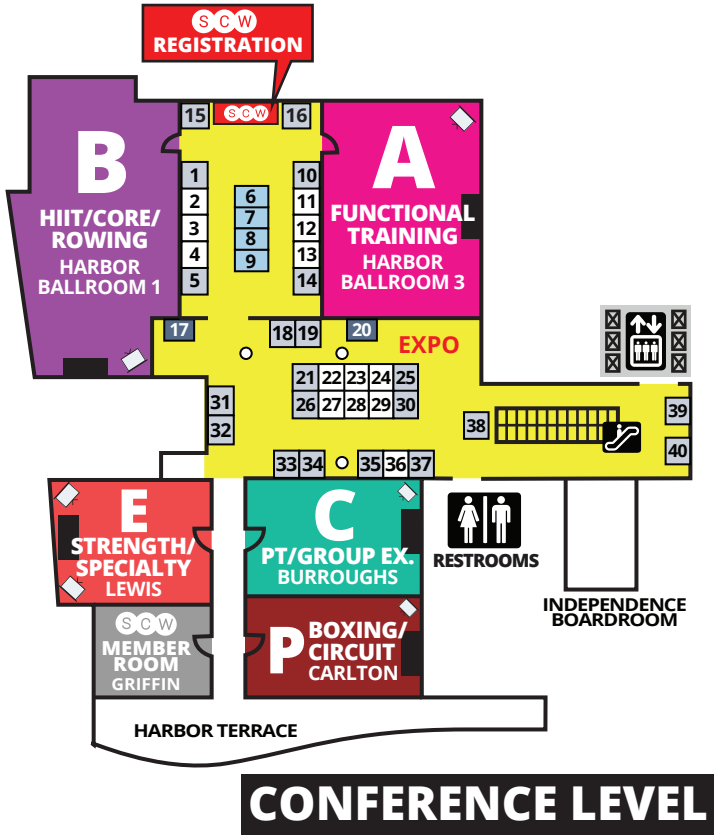 SCW
REGISTRATION
15
SCW
16
B
HIIT/CORE/
ROWING
HARBOR
BALLROOM 1
1
2
3
4
5
6
7
8
9
10
11
12
13
14
A
FUNCTIONAL
TRAINING
HARBOR
BALLROOM 3
17
18 19
20
EXPO
21 22 23 24 25
26 27 28 29 30
31
32
38
39
40
33 34
35 36 37
E
STRENGTH/
SPECIALTY
LEWIS
C
PT/GROUP EX.
BURROUGHS
RESTROOMS
INDEPENDENCE
BOARDROOM
SCW
MEMBER
ROOM
GRIFFIN
P
BOXING/
CIRCUIT
CARLTON
HARBOR TERRACE
CONFERENCE LEVEL